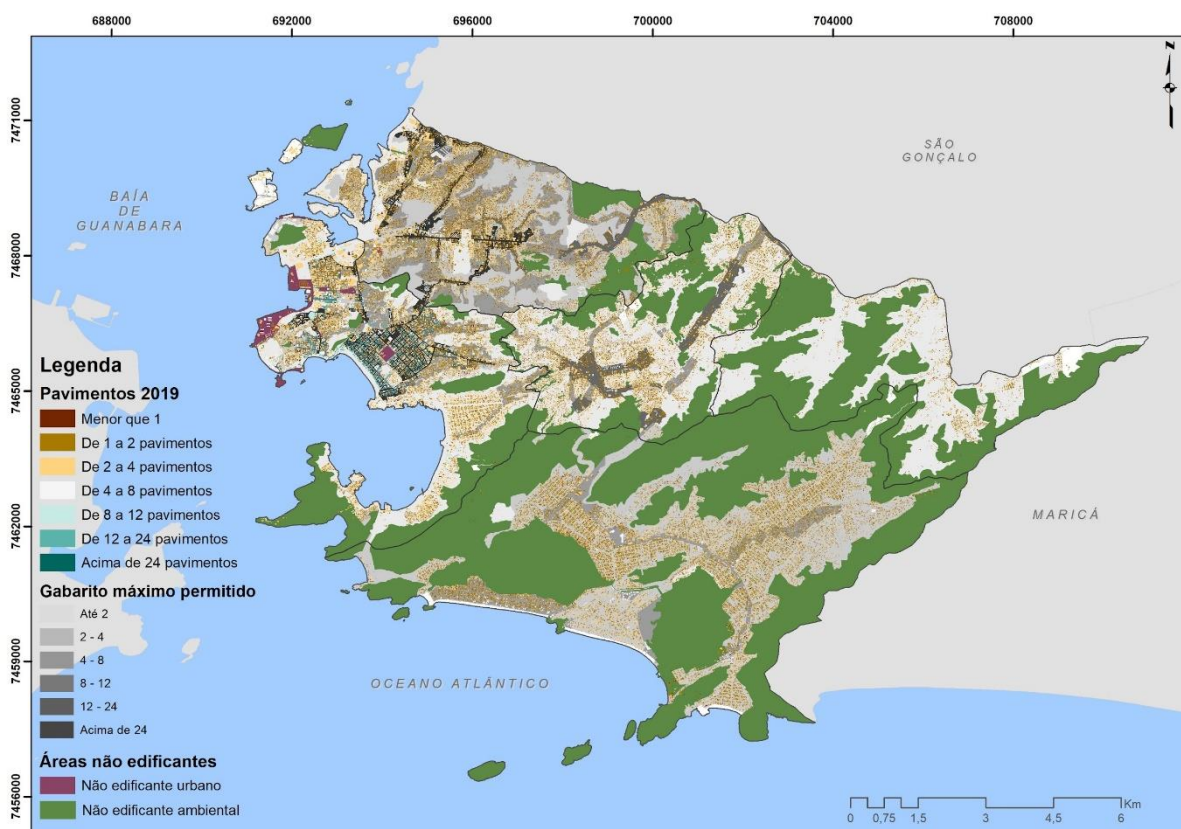 688000 692000 696000 700000 704000 708000
7471000
7468000
7465000
7462000
7459000
7456000
N
SÃO
GONÇALO
BAÍA
DE
GUANABARA
MARICÁ
OCEANO ATLÂNTICO
Legenda
Pavimentos 2019
Menor que 1
De 1 a 2 pavimentos
De 2 a 4 pavimentos
De 4 a 8 pavimentos
De 8 a 12 pavimentos
De 12 a 24 pavimentos
Acima de 24 pavimentos
Gabarito máximo permitido
Até 2
2 - 4
4 - 8
8 - 12
12 - 24
Acima de 24
Áreas não edificantes
Não edificante urbano
Não edificante ambiental
Km
0 0,75 1,5 3 4,5 6